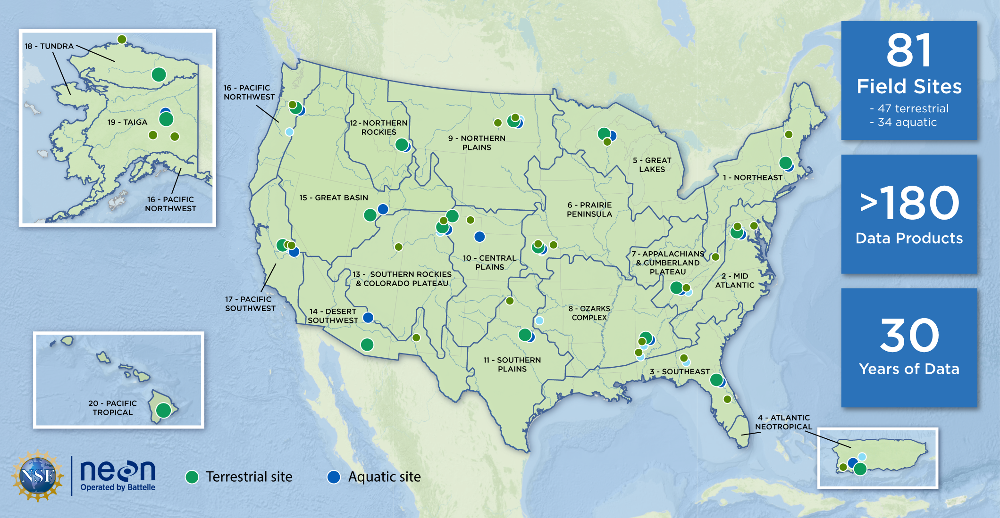 18 - TUNDRA
19 - TAIGA
16 - PACIFIC
NORTHWEST
16 - PACIFIC
NORTHWEST
12 - NORTHERN
ROCKIES
9 - NORTHERN
PLAINS
5 - GREAT
LAKES
1 - NORTHEAST
15 - GREAT BASIN
6 - PRAIRIE
PENINSULA
10 - CENTRAL
PLAINS
7 - APPALACHIANS
& CUMBERLAND
PLATEAU
13 - SOUTHERN ROCKIES
& COLORADO PLATEAU
2 - MID
ATLANTIC
17 - PACIFIC
SOUTHWEST
14 - DESERT
SOUTHWEST
8 - OZARKS
COMPLEX
11 - SOUTHERN
PLAINS
3 - SOUTHEAST
20 - PACIFIC
TROPICAL
4 - ATLANTIC
NEOTROPICAL
81
Field Sites
- 47 terrestrial
- 34 aquatic
>180
Data Products
30
Years of Data
NSF
neon
Operated by Battelle
Terrestrial site
Aquatic site